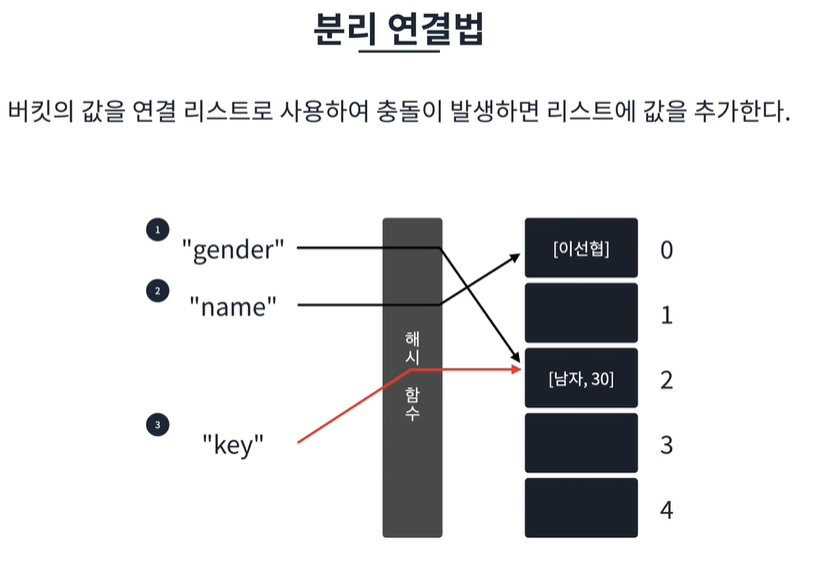 분리 연결법
버킷의 값을 연결 리스트로 사용하여 충돌이 발생하면 리스트에 값을 추가한다.
1
"gender"
[이선협]
0
2
"name"
1
해시 함수
[남자, 30]
2
3
"key"
3
4